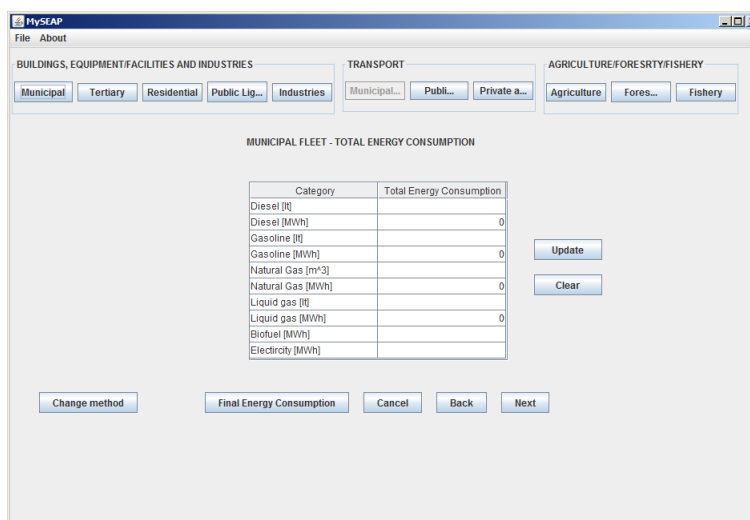 MySEAP
File About
BUILDINGS, EQUIPMENT/FACILITIES AND INDUSTRIES
Municipal Tertiary Residential Public Lig... Industries
TRANSPORT
Municipal... Publi... Private a...
AGRICULTURE/FORESRTY/FISHERY
Agriculture Fores... Fishery
MUNICIPAL FLEET - TOTAL ENERGY CONSUMPTION
Category Total Energy Consumption
Diesel [lt]
Diesel [MWh] 0
Gasoline [lt]
Gasoline [MWh] 0
Natural Gas [m^3]
Natural Gas [MWh] 0
Liquid gas [lt]
Liquid gas [MWh] 0
Biofuel [MWh]
Electircity [MWh]
Update
Clear
Change method Final Energy Consumption Cancel Back Next